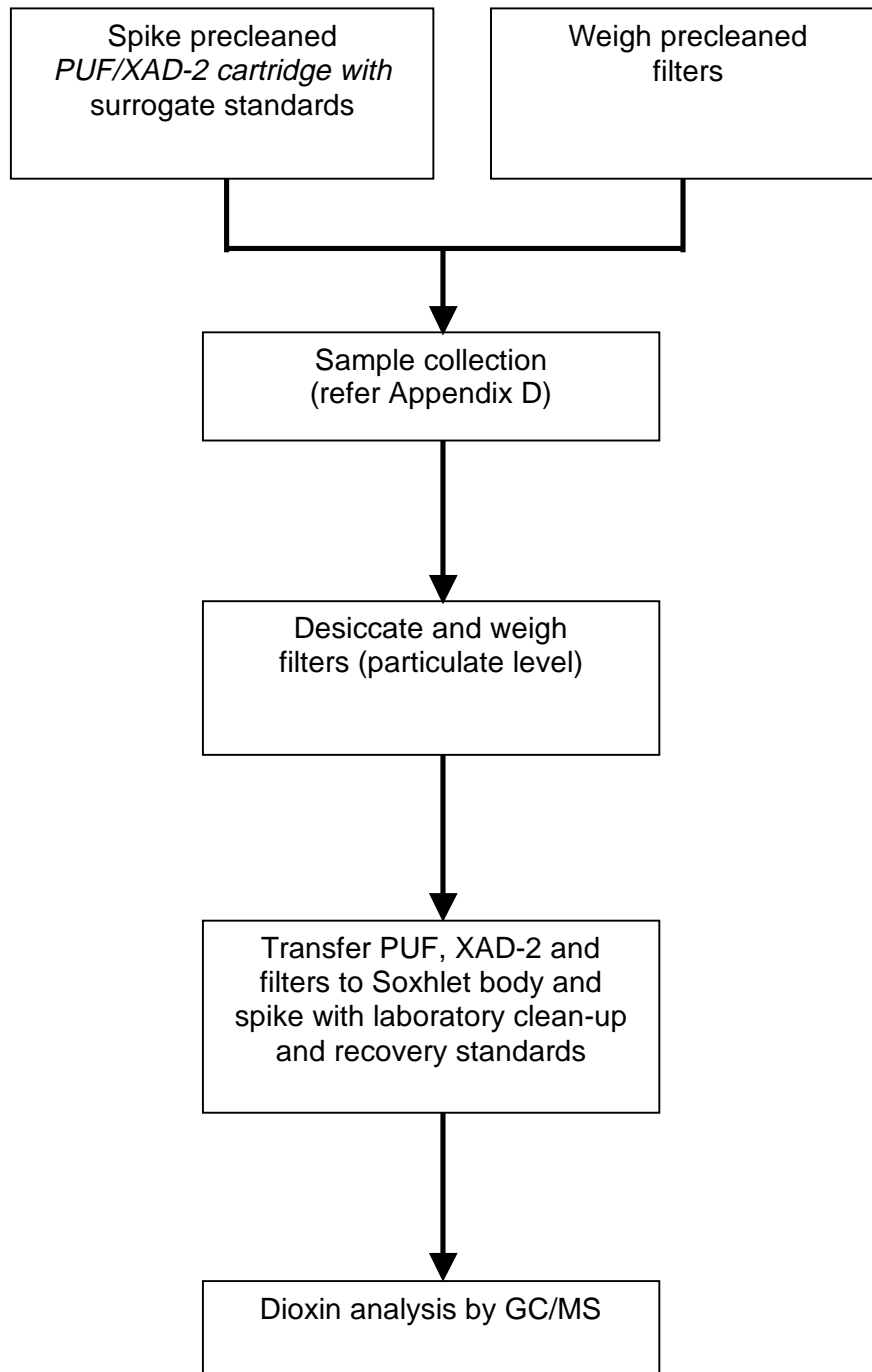 Spike precleaned
PUF/XAD-2 cartridge with
surrogate standards
Weigh precleaned
filters
Sample collection
(refer Appendix D)
Desiccate and weigh
filters (particulate level)
Transfer PUF, XAD-2 and
filters to Soxhlet body and
spike with laboratory clean-up
and recovery standards
Dioxin analysis by GC/MS